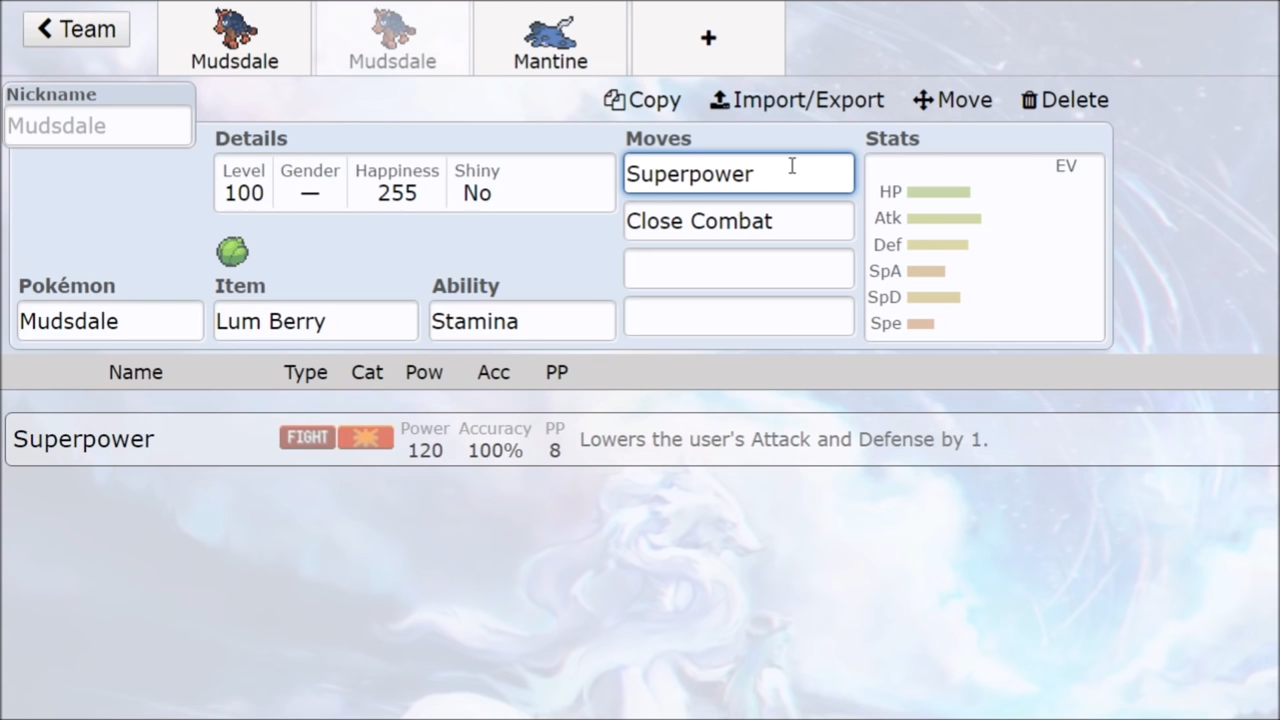 Team
Mudsdale
Mudsdale
Mantine
+
Copy
Import/Export
Move
Delete
Nickname
Mudsdale
Details
Level
100
Gender
—
Happiness
255
Shiny
No
Pokémon
Mudsdale
Item
Lum Berry
Ability
Stamina
Moves
Superpower
Close Combat
Stats
EV
HP
Atk
Def
SpA
SpD
Spe
Name Type Cat Pow Acc PP
Superpower FIGHT Power 120 Accuracy 100% PP 8 Lowers the user's Attack and Defense by 1.